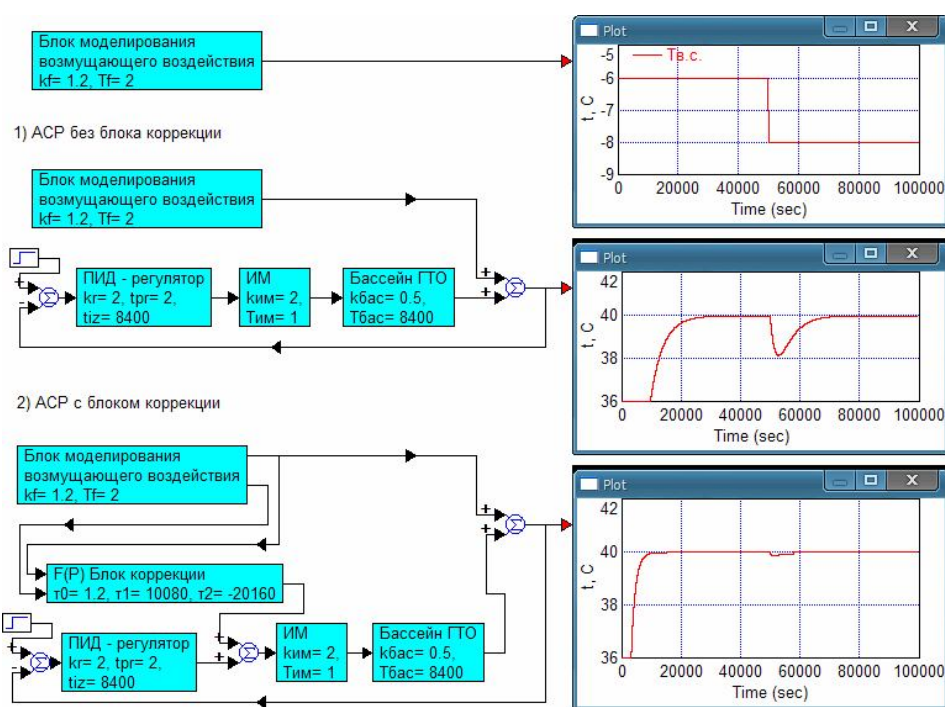 Блок моделирования
возмущающего воздействия
kf= 1.2, Tf= 2
Plot
X
Тв.с.
t, C
-5
-6
-7
-8
-9
0 20000 40000 60000 80000 100000
Time (sec)
1) АСР без блока коррекции
Блок моделирования
возмущающего воздействия
kf= 1.2, Tf= 2
+
-
Σ
ПИД - регулятор
kr= 2, tpr= 2,
tiz= 8400
ИМ
kим= 2,
Тим= 1
Бассейн ГТО
kбас= 0.5,
Тбас= 8400
+
+
Σ
Plot
X
t, C
42
40
38
36
0 20000 40000 60000 80000 100000
Time (sec)
2) АСР с блоком коррекции
Блок моделирования
возмущающего воздействия
kf= 1.2, Tf= 2
F(P) Блок коррекции
τ0= 1.2, τ1= 10080, τ2= -20160
+
-
Σ
ПИД - регулятор
kr= 2, tpr= 2,
tiz= 8400
+
+
Σ
ИМ
kим= 2,
Тим= 1
Бассейн ГТО
kбас= 0.5,
Тбас= 8400
+
+
Σ
Plot
X
t, C
42
40
38
36
0 20000 40000 60000 80000 100000
Time (sec)